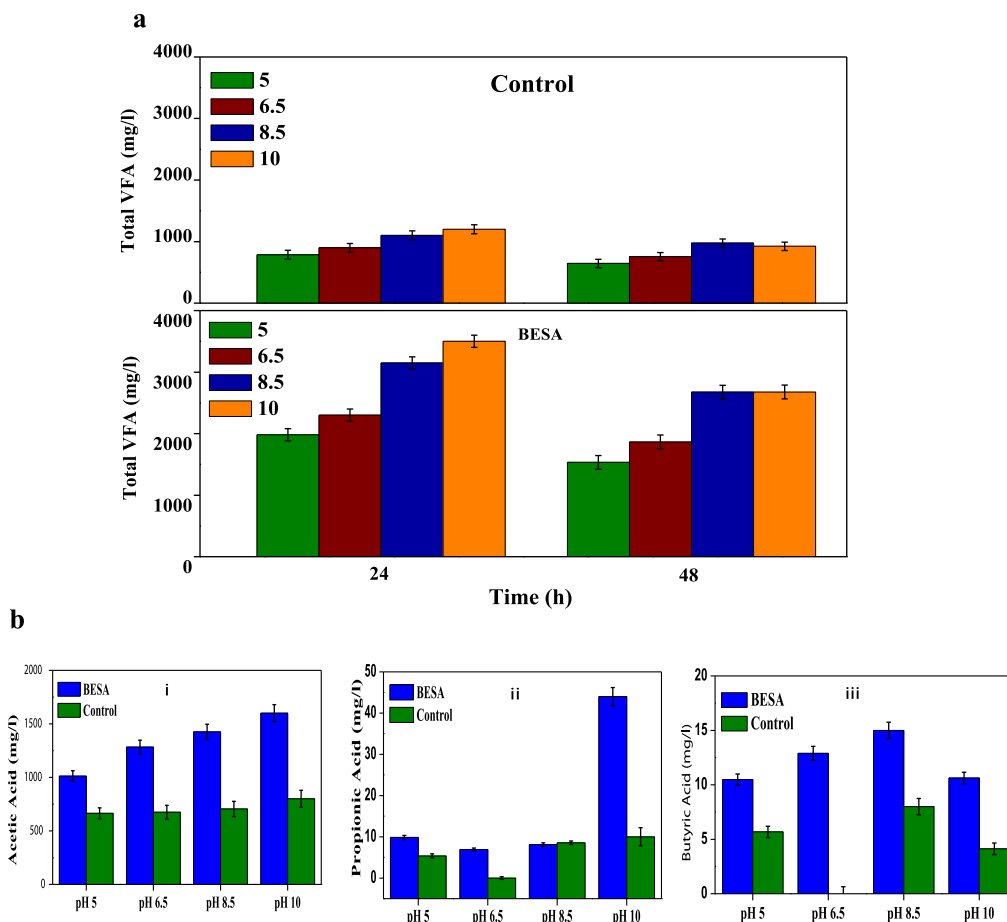 a
Control
5
6.5
8.5
10
4000
3000
2000
1000
0
Total VFA (mg/l)
BESA
5
6.5
8.5
10
4000
3000
2000
1000
0
Total VFA (mg/l)
24
48
Time (h)
b
i
BESA
Control
2000
1500
1000
500
0
Acetic Acid (mg/l)
pH 5
pH 6.5
pH 8.5
pH 10
ii
BESA
Control
50
40
30
20
10
0
Propionic Acid (mg/l)
pH 5
pH 6.5
pH 8.5
pH 10
iii
BESA
Control
20
15
10
5
0
Butyric Acid (mg/l)
pH 5
pH 6.5
pH 8.5
pH 10